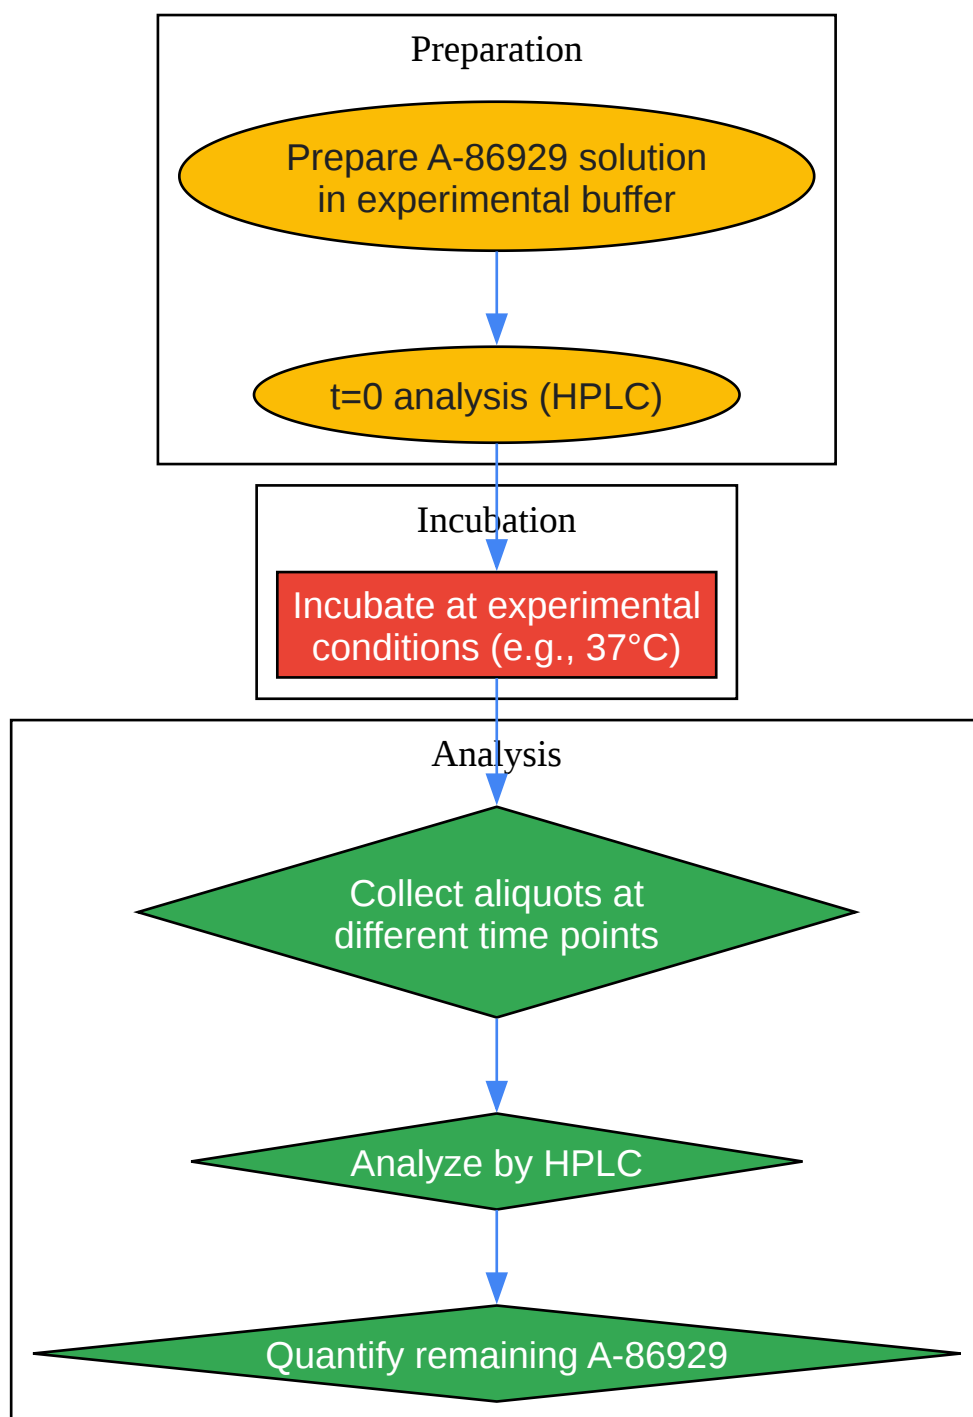 Preparation
Prepare A-86929 solution
in experimental buffer
t=0 analysis (HPLC)
Incubation
Incubate at experimental
conditions (e.g., 37°C)
Analysis
Collect aliquots at
different time points
Analyze by HPLC
Quantify remaining A-86929